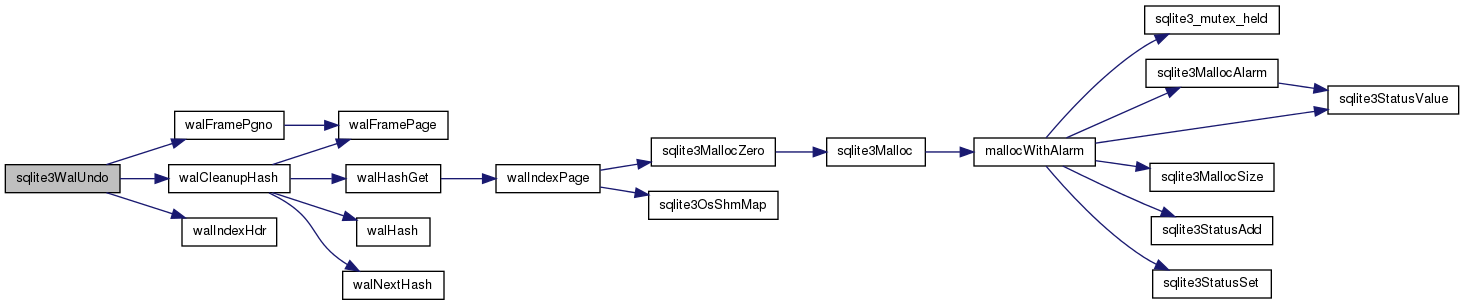 sqlite3WalUndo
walFramePgno
walCleanupHash
walIndexHdr
walFramePage
walHashGet
walHash
walNextHash
walIndexPage
sqlite3MallocZero
sqlite3OsShmMap
sqlite3Malloc
mallocWithAlarm
sqlite3_mutex_held
sqlite3MallocAlarm
sqlite3MallocSize
sqlite3StatusAdd
sqlite3StatusSet
sqlite3StatusValue